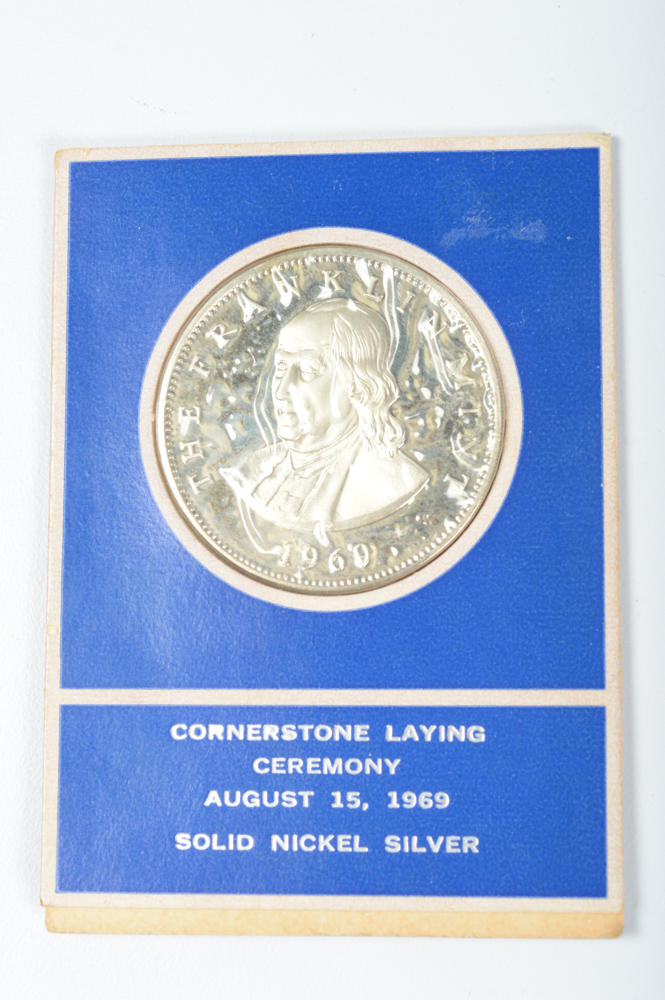 THE FRANKLIN MINT
1969
CORNERSTONE LAYING
CEREMONY
AUGUST 15, 1969
SOLID NICKEL SILVER